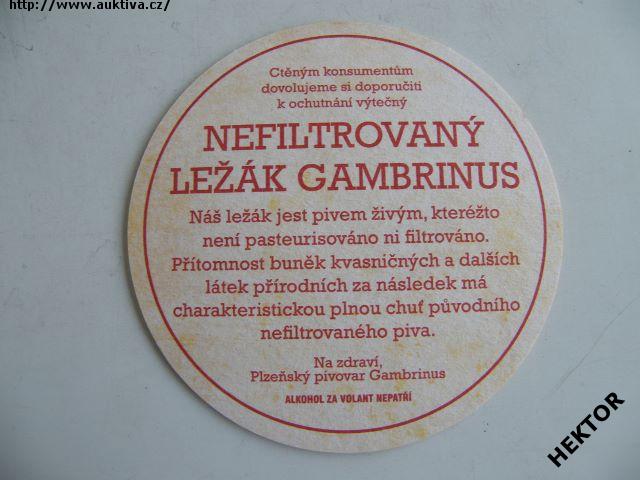 http://www.auktiva.cz/
Ctěným konsumentům
dovolujeme si doporučiti
k ochutnání výtečný
NEFILTROVANÝ
LEŽÁK GAMBRINUS
Náš ležák jest pivem živým, kteréžto
není pasteurisováno ni filtrováno.
Přítomnost buněk kvasničných a dalších
látek přírodních za následek má
charakteristickou plnou chuť původního
nefiltrovaného piva.
Na zdraví,
Plzeňský pivovar Gambrinus
ALKOHOL ZA VOLANT NEPATŘÍ
HEKTOR